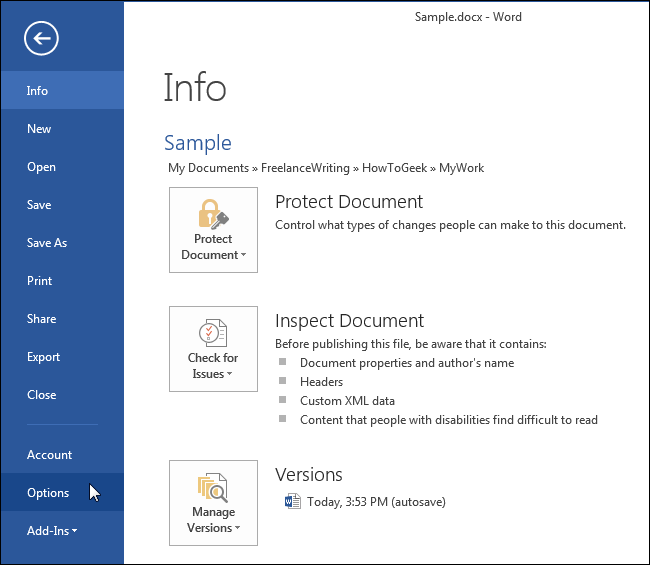 Sample.docx - Word
Info
New
Open
Save
Save As
Print
Share
Export
Close
Account
Options
Add-Ins
Info
Sample
My Documents » FreelanceWriting » HowToGeek » MyWork
Protect
Document
Protect Document
Control what types of changes people can make to this document.
Check for
Issues
Inspect Document
Before publishing this file, be aware that it contains:
Document properties and author's name
Headers
Custom XML data
Content that people with disabilities find difficult to read
Manage
Versions
Versions
Today, 3:53 PM (autosave)